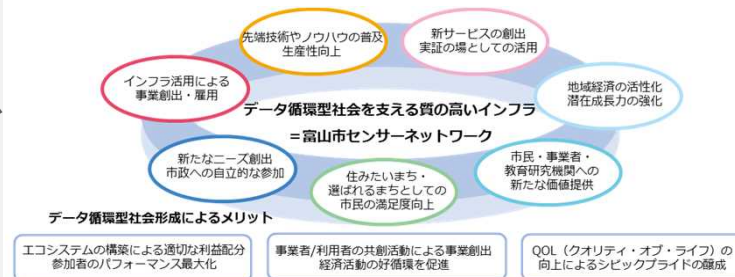 先端技術やノウハウの普及
生産性向上
新サービスの創出
実証の場としての活用
インフラ活用による
事業創出・雇用
地域経済の活性化
潜在成長力の強化
データ循環型社会を支える質の高いインフラ
＝富山市センサーネットワーク
新たなニーズ創出
市政への自立的な参加
住みたいまち・
選ばれるまちとしての
市民の満足度向上
市民・事業者・
教育研究機関への
新たな価値提供
データ循環型社会形成によるメリット
エコシステムの構築による適切な利益配分
参加者のパフォーマンス最大化
事業者/利用者の共創活動による事業創出
経済活動の好循環を促進
QOL（クオリティ・オブ・ライフ）の
向上によるシビックプライドの醸成